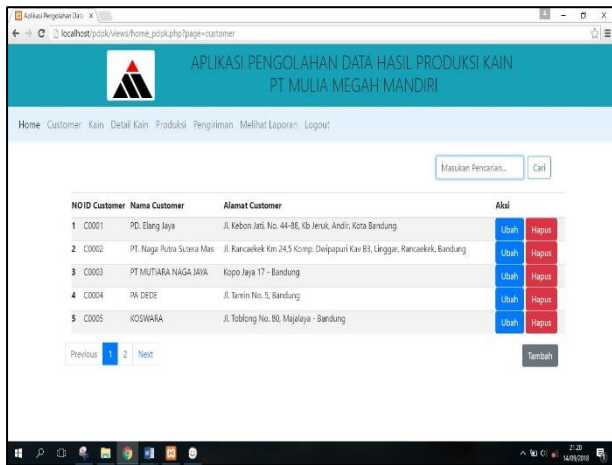 Aplikasi Pengolahan Data
localhost/pdpk/views/home_pdpk.php?page=customer
APLIKASI PENGOLAHAN DATA HASIL PRODUKSI KAIN
PT MULIA MEGAH MANDIRI
Home Customer Kain Detail Kain Produksi Pengiriman Melihat Laporan Logout
Masukan Pencarian... Cari
NO ID Customer Nama Customer Alamat Customer Aksi
1 C0001 PD. Elang Jaya Jl. Kebon Jati. No. 44-88, Kb Jeruk, Andir, Kota Bandung Ubah Hapus
2 C0002 PT. Naga Putra Sutera Mas Jl. Rancaekek Km 24,5 Komp. Dwipapuri Kav B3, Linggar, Rancaekek, Bandung Ubah Hapus
3 C0003 PT MUTIARA NAGA JAYA Kopo Jaya 17 - Bandung Ubah Hapus
4 C0004 PA DEDE Jl. Tamin No. 5, Bandung Ubah Hapus
5 C0005 KOSWARA Jl. Toblong No. 80, Majalaya - Bandung Ubah Hapus
Previous 1 2 Next Tambah
21.20
14/09/2018